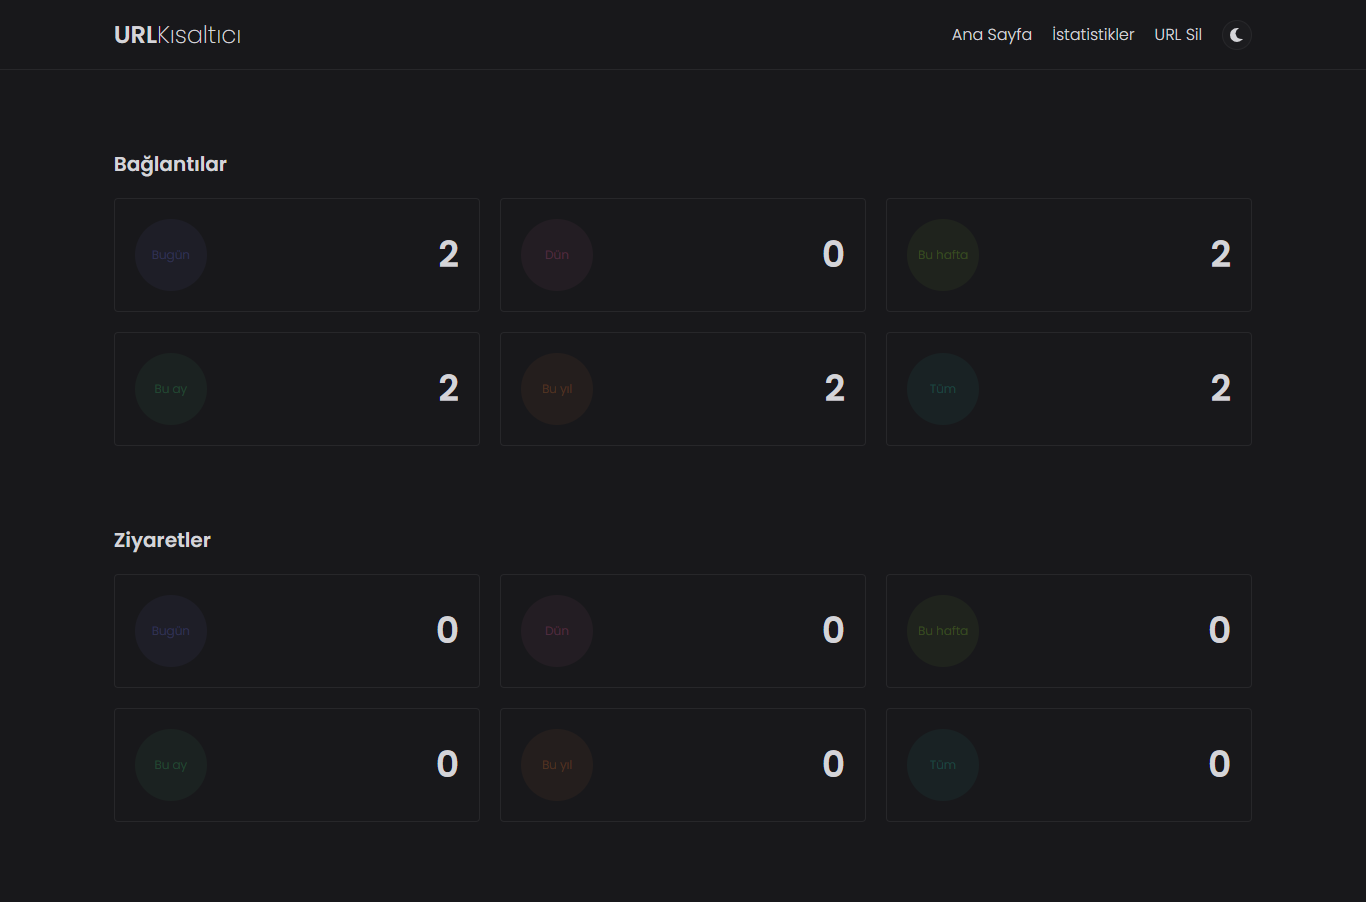 URLKısaltıcı
Ana Sayfa İstatistikler URL Sil
Bağlantılar
Bugün 2 Dün 0 Bu hafta 2
Bu ay 2 Bu yıl 2 Tüm 2
Ziyaretler
Bugün 0 Dün 0 Bu hafta 0
Bu ay 0 Bu yıl 0 Tüm 0